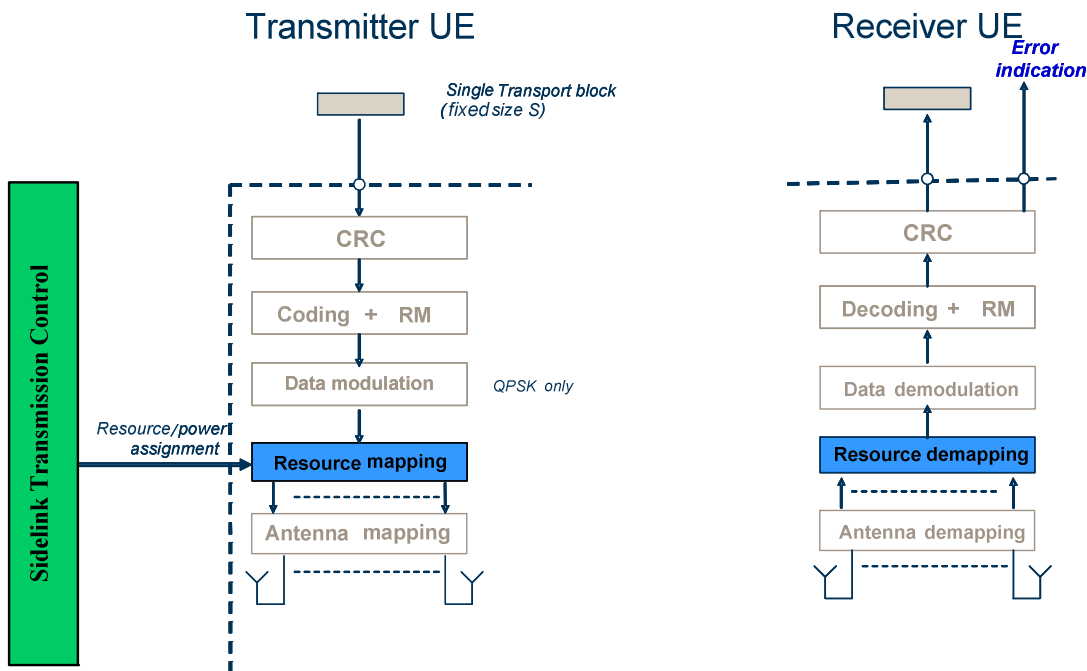 Transmitter UE
Single Transport block
(fixed size S)
CRC
Coding + RM
Data modulation
QPSK only
Resource/power
assignment
Resource mapping
Antenna mapping
Sidelink Transmission Control
Receiver UE
Error
indication
CRC
Decoding + RM
Data demodulation
Resource demapping
Antenna demapping